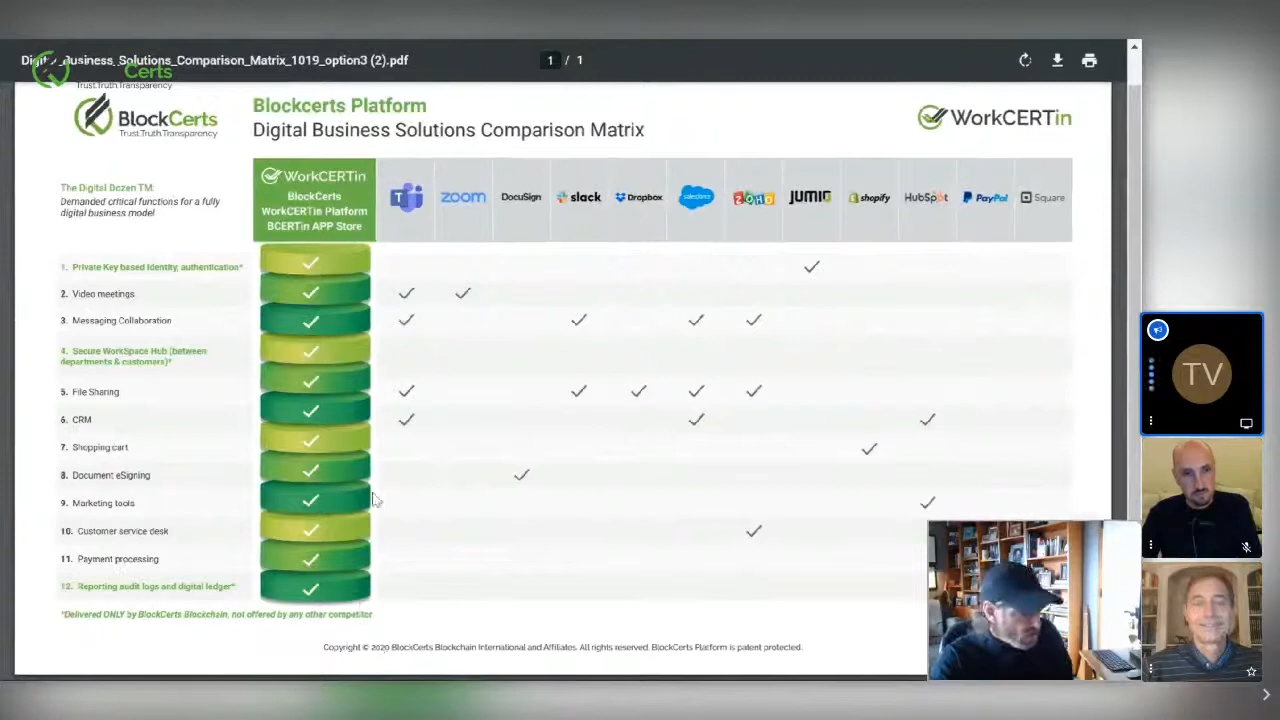 Digital_Business_Solutions_Comparison_Matrix_1019_option3 (2).pdf
1 / 1
Certs
Trust.Truth.Transparency
BlockCerts
Trust.Truth.Transparency
Blockcerts Platform
Digital Business Solutions Comparison Matrix
WorkCERTin
The Digital Dozen TM:
Demanded critical functions for a fully
digital business model
WorkCERTin
BlockCerts
WorkCERTin Platform
BCERTin APP Store
T
zoom
DocuSign
slack
Dropbox
salesforce
ZOHO
JUMIO
shopify
HubSpot
PayPal
Square
1. Private Key based Identity, authentication*
2. Video meetings
3. Messaging Collaboration
4. Secure WorkSpace Hub (between
departments & customers)*
5. File Sharing
6. CRM
7. Shopping cart
8. Document eSigning
9. Marketing tools
10. Customer service desk
11. Payment processing
12. Reporting audit logs and digital ledger*
*Delivered ONLY by BlockCerts Blockchain, not offered by any other competitor
Copyright © 2020 BlockCerts Blockchain International and Affiliates. All rights reserved. BlockCerts Platform is patent protected.
TV